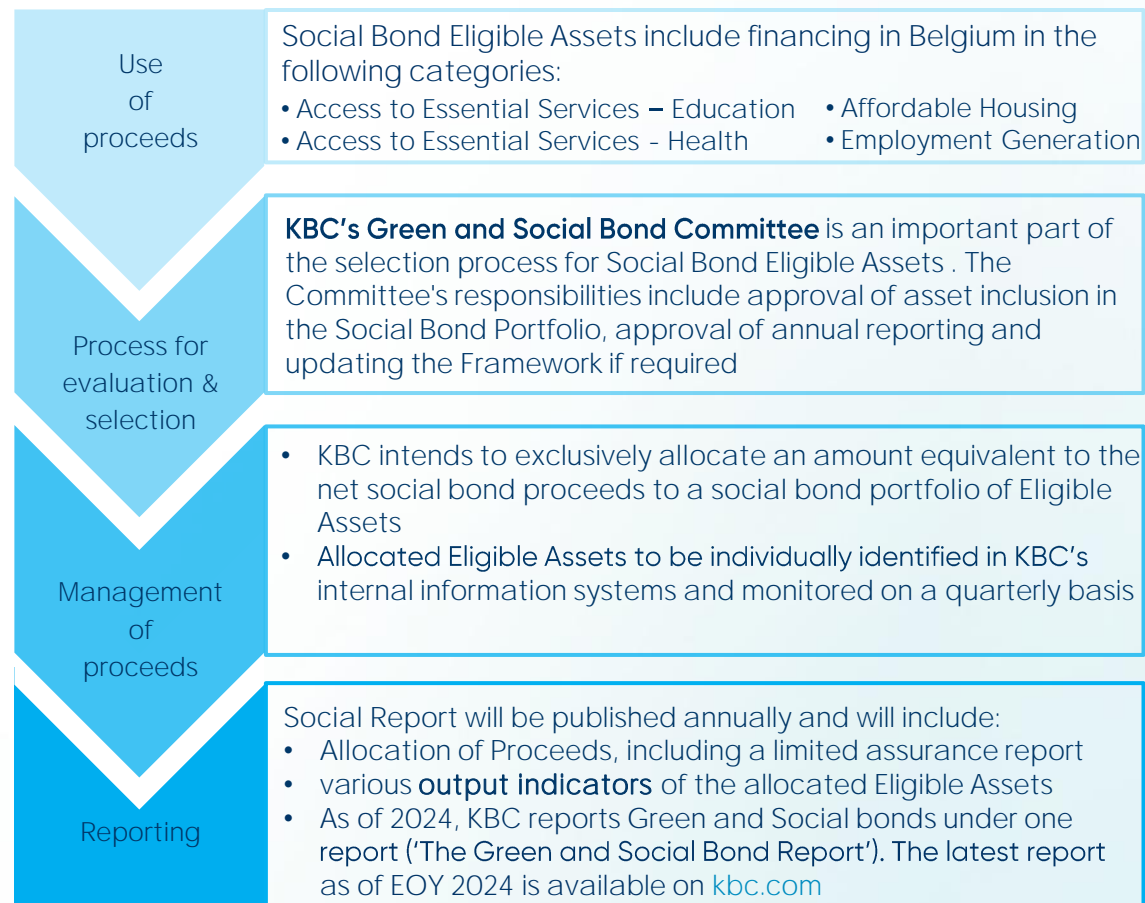 Use
of
proceeds
Social Bond Eligible Assets include financing in Belgium in the
following categories:
• Access to Essential Services – Education
• Access to Essential Services - Health
• Affordable Housing
• Employment Generation
Process for
evaluation &
selection
KBC's Green and Social Bond Committee is an important part of
the selection process for Social Bond Eligible Assets . The
Committee's responsibilities include approval of asset inclusion in
the Social Bond Portfolio, approval of annual reporting and
updating the Framework if required
Management
of
proceeds
• KBC intends to exclusively allocate an amount equivalent to the
net social bond proceeds to a social bond portfolio of Eligible
Assets
• Allocated Eligible Assets to be individually identified in KBC's
internal information systems and monitored on a quarterly basis
Reporting
Social Report will be published annually and will include:
• Allocation of Proceeds, including a limited assurance report
• various output indicators of the allocated Eligible Assets
• As of 2024, KBC reports Green and Social bonds under one
report ('The Green and Social Bond Report'). The latest report
as of EOY 2024 is available on kbc.com